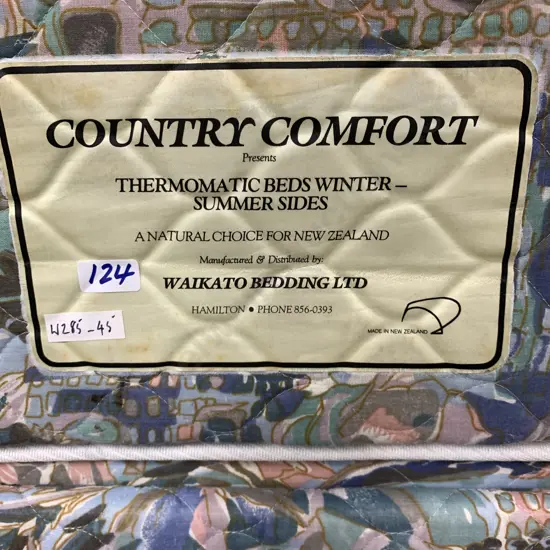 COUNTRY COMFORT
Presents
THERMOMATIC BEDS WINTER –
SUMMER SIDES
A NATURAL CHOICE FOR NEW ZEALAND
Manufactured & Distributed by:
124
WAIKATO BEDDING LTD
HAMILTON • PHONE 856-0393
W285-45
MADE IN NEW ZEALAND